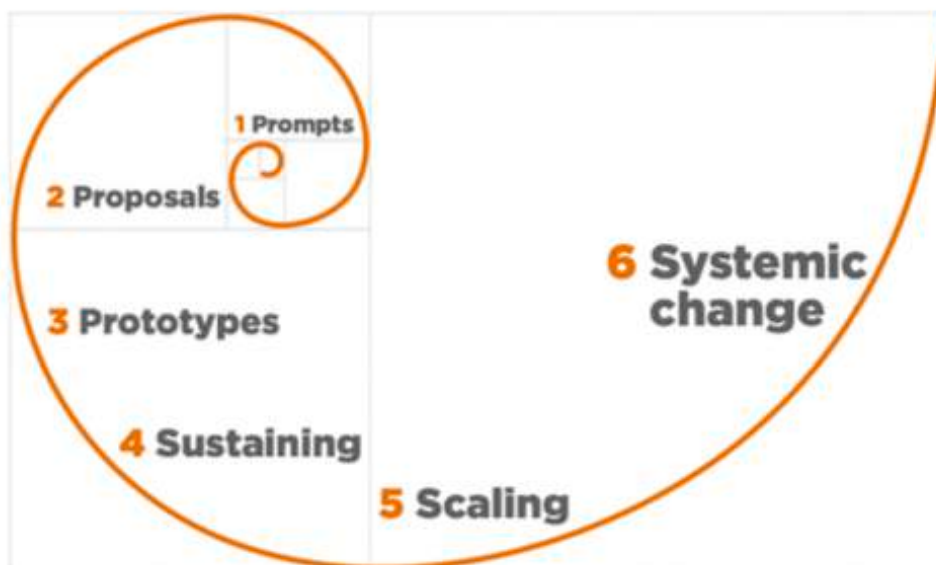 1 Prompts
2 Proposals
3 Prototypes
4 Sustaining
5 Scaling
6 Systemic
change